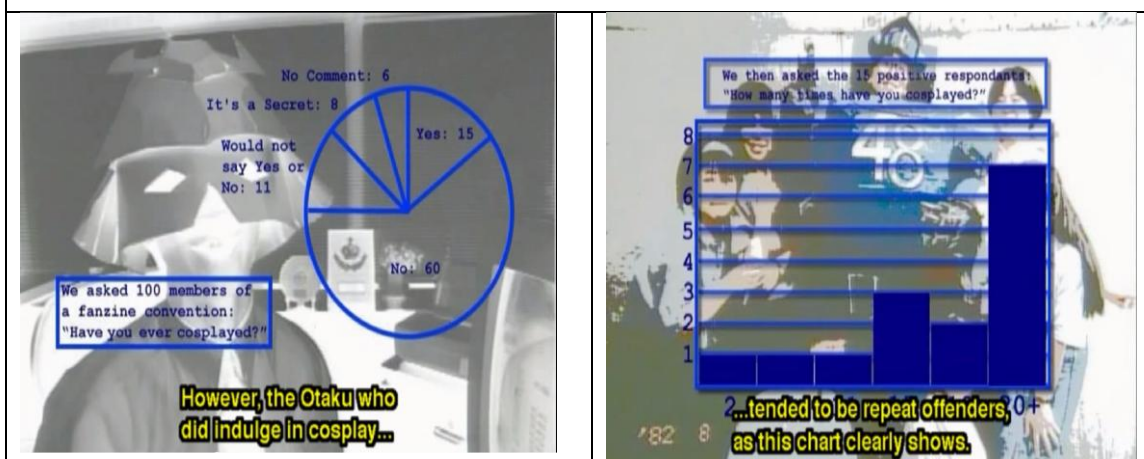 No Comment: 6
It's a Secret: 8
Yes: 15
Would not
say Yes or
No: 11
No: 60
We asked 100 members of
a fanzine convention:
"Have you ever cosplayed?"
However, the Otaku who
did indulge in cosplay...
We then asked the 15 positive respondants:
"How many times have you cosplayed?"
48
8
7
6
5
4
3
2
1
2
20+
...tended to be repeat offenders,
as this chart clearly shows.
'82 8